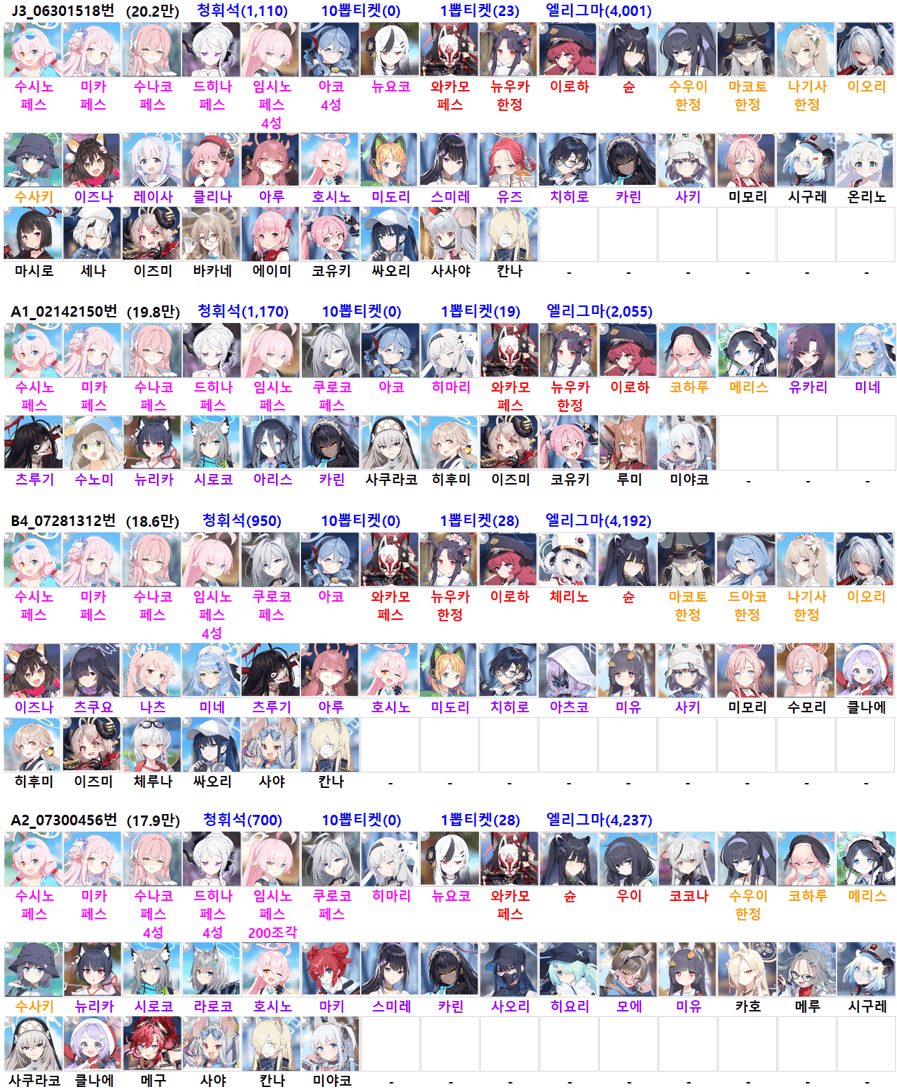 J3_06301518번 (20.2만) 청휘석(1,110) 10뽑티켓(0) 1뽑티켓(23) 엘리그마(4,001)
수시노 미카 수나코 드히나 임시노 아코 뉴요코 와카모 뉴우카 이로하 슌 수우이 마코토 나기사 이오리
페스 페스 페스 페스 페스 4성 페스 한정 한정 한정 한정
4성
수사키 이즈나 레이사 클리나 아루 호시노 미도리 스미레 유즈 치히로 카린 사키 미모리 시구레 온리노
마시로 세나 이즈미 바카네 에이미 코유키 싸오리 사사야 칸나 - - - - - -
A1_02142150번 (19.8만) 청휘석(1,170) 10뽑티켓(0) 1뽑티켓(19) 엘리그마(2,055)
수시노 미카 수나코 드히나 임시노 쿠로코 아코 히마리 와카모 뉴우카 이로하 코하루 메리스 유카리 미네
페스 페스 페스 페스 페스 페스 페스 한정
츠루기 수노미 뉴리카 시로코 아리스 카린 사쿠라코 히후미 이즈미 코유키 루미 미야코 - - -
B4_07281312번 (18.6만) 청휘석(950) 10뽑티켓(0) 1뽑티켓(28) 엘리그마(4,192)
수시노 미카 수나코 임시노 쿠로코 아코 와카모 뉴우카 이로하 체리노 슌 마코토 드아코 나기사 이오리
페스 페스 페스 페스 페스 페스 한정 한정 한정 한정
4성
이즈나 츠쿠요 나츠 미네 츠루기 아루 호시노 미도리 치히로 아츠코 미유 사키 미모리 수모리 클나에
히후미 이즈미 체루나 싸오리 사야 칸나 - - - - - - - - -
A2_07300456번 (17.9만) 청휘석(700) 10뽑티켓(0) 1뽑티켓(28) 엘리그마(4,237)
수시노 미카 수나코 드히나 임시노 쿠로코 히마리 뉴요코 와카모 슌 우이 코코나 수우이 코하루 메리스
페스 페스 페스 페스 페스 페스 페스 한정
4성 4성 200조각
수사키 뉴리카 시로코 라로코 호시노 마키 스미레 카린 사오리 히요리 모에 미유 카호 메루 시구레
사쿠라코 클나에 메구 사야 칸나 미야코 - - - - - - - - -